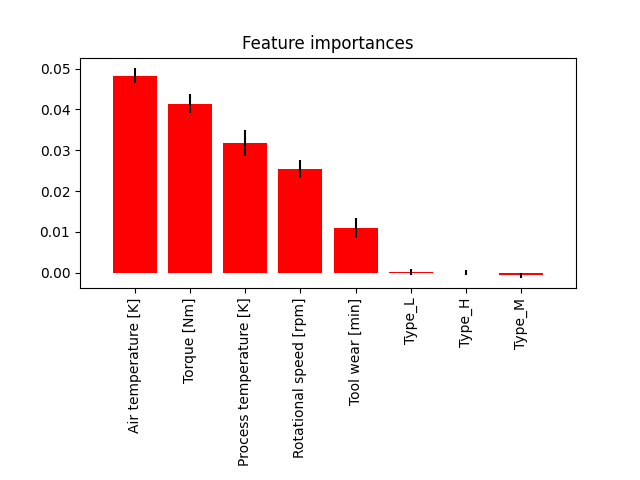 Feature importances
0.05
0.04
0.03
0.02
0.01
0.00
Air temperature [K]
Torque [Nm]
Process temperature [K]
Rotational speed [rpm]
Tool wear [min]
Type_L
Type_H
Type_M